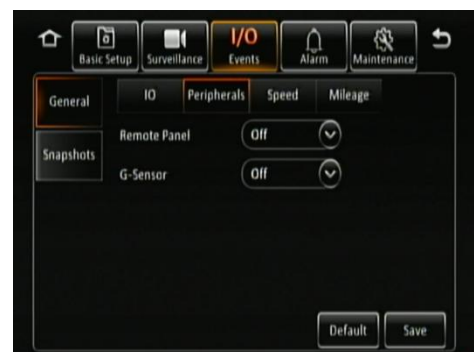 I/O
Basic Setup Surveillance Events Alarm Maintenance
General IO Peripherals Speed Mileage
Remote Panel Off
Snapshots
G-Sensor Off
Default Save